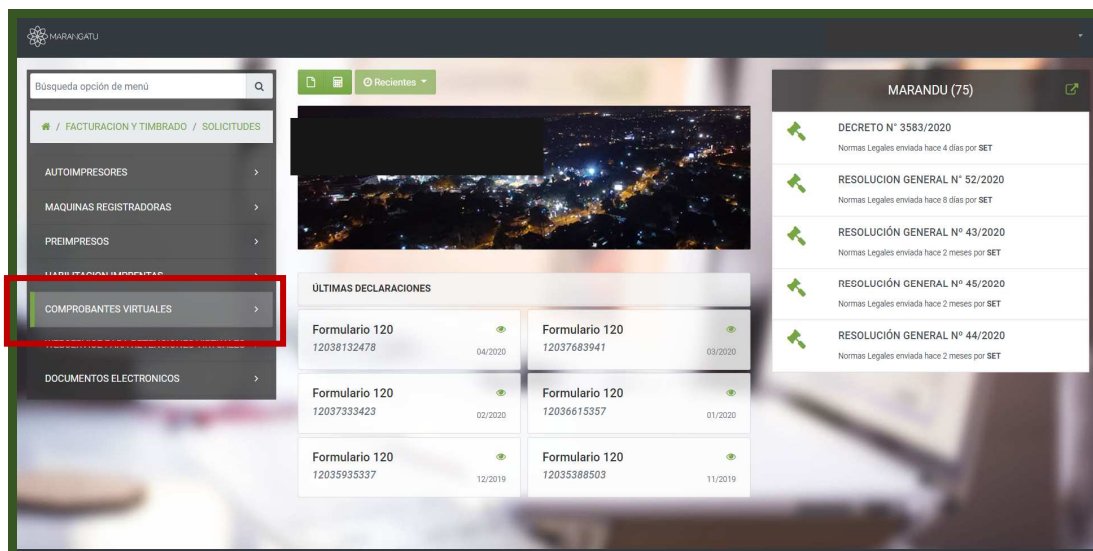 MARANGATU
Búsqueda opción de menú
/ FACTURACION Y TIMBRADO / SOLICITUDES
AUTOIMPRESORES
MAQUINAS REGISTRADORAS
PREIMPRESOS
HABILITACION IMPRENTAS
COMPROBANTES VIRTUALES
DOCUMENTOS ELECTRONICOS
Recientes
ÚLTIMAS DECLARACIONES
Formulario 120
12038132478
04/2020
Formulario 120
12037683941
03/2020
Formulario 120
12037333423
02/2020
Formulario 120
12036615357
01/2020
Formulario 120
12035935337
12/2019
Formulario 120
12035388503
11/2019
MARANDU (75)
DECRETO N° 3583/2020
Normas Legales enviada hace 4 días por SET
RESOLUCION GENERAL N° 52/2020
Normas Legales enviada hace 8 días por SET
RESOLUCIÓN GENERAL Nº 43/2020
Normas Legales enviada hace 2 meses por SET
RESOLUCIÓN GENERAL Nº 45/2020
Normas Legales enviada hace 2 meses por SET
RESOLUCIÓN GENERAL Nº 44/2020
Normas Legales enviada hace 2 meses por SET